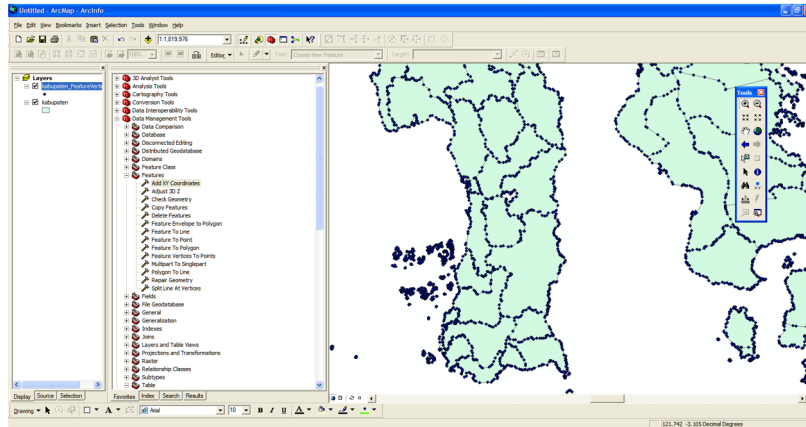 Untitled - ArcMap - ArcInfo
File Edit View Bookmarks Insert Selection Tools Window Help
1:1,819,976
100% Editor Task: Create New Feature Target:
Layers
kabupaten_FeatureVerti
kabupaten
3D Analyst Tools
Analysis Tools
Cartography Tools
Conversion Tools
Data Interoperability Tools
Data Management Tools
Data Comparison
Database
Disconnected Editing
Distributed Geodatabase
Domains
Feature Class
Features
Add XY Coordinates
Adjust 3D Z
Check Geometry
Copy Features
Delete Features
Feature Envelope to Polygon
Feature To Line
Feature To Point
Feature To Polygon
Feature Vertices To Points
Multipart To Singlepart
Polygon To Line
Repair Geometry
Split Line At Vertices
Fields
File Geodatabase
General
Generalization
Indexes
Joins
Layers and Table Views
Projections and Transformations
Raster
Relationship Classes
Subtypes
Table
Tools
XY
Display Source Selection
Favorites Index Search Results
Drawing A Arial 10 B I U A
121.742 -3.105 Decimal Degrees